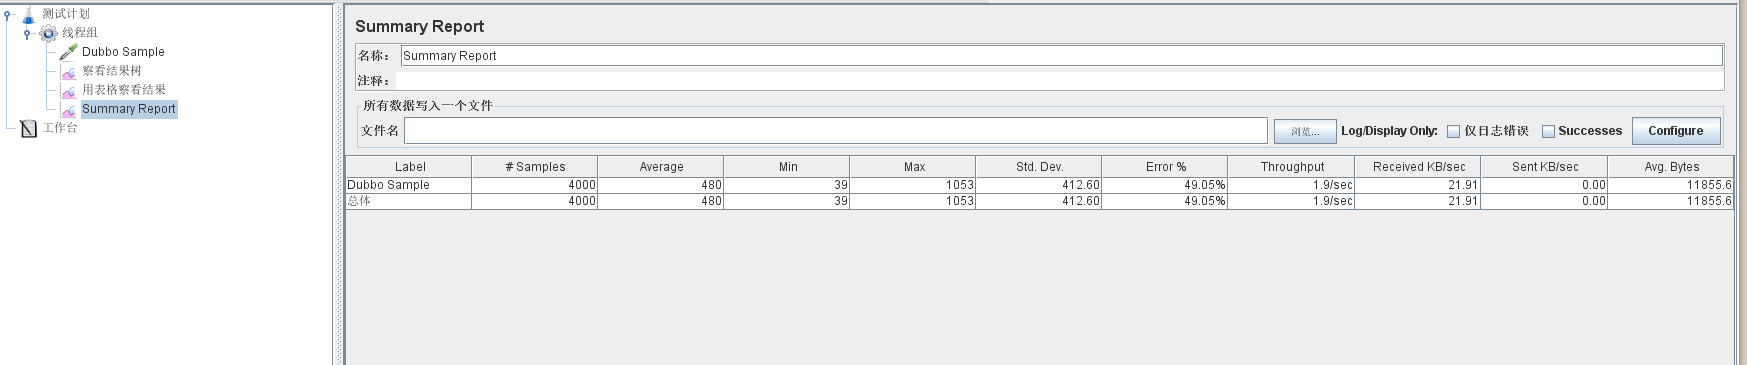 测试计划
线程组
Dubbo Sample
察看结果树
用表格察看结果
Summary Report
工作台
Summary Report
名称： Summary Report
注释：
所有数据写入一个文件
文件名 浏览... Log/Display Only: 仅日志错误 Successes Configure
Label # Samples Average Min Max Std. Dev. Error % Throughput Received KB/sec Sent KB/sec Avg. Bytes
Dubbo Sample 4000 480 39 1053 412.60 49.05% 1.9/sec 21.91 0.00 11855.6
总体 4000 480 39 1053 412.60 49.05% 1.9/sec 21.91 0.00 11855.6